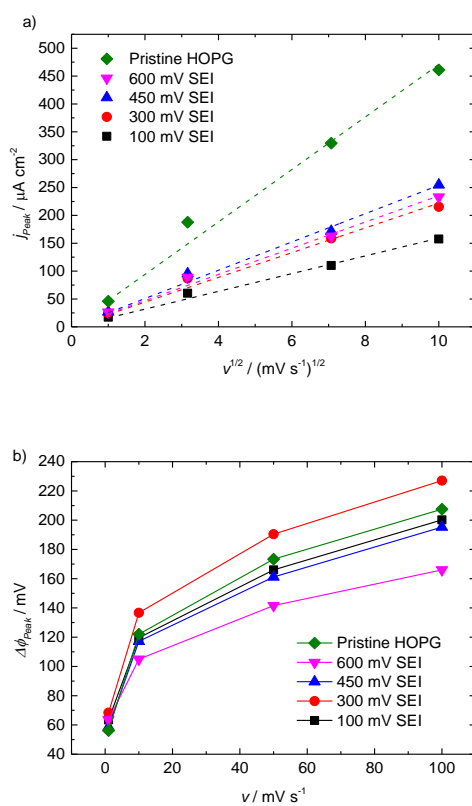 a)
500
450
400
350
300
250
200
150
100
50
0
j_Peak / μA cm⁻²
Pristine HOPG
600 mV SEI
450 mV SEI
300 mV SEI
100 mV SEI
0 2 4 6 8 10
v^1/2 / (mV s⁻¹)^1/2
b)
240
220
200
180
160
140
120
100
80
60
40
Δϕ_Peak / mV
Pristine HOPG
600 mV SEI
450 mV SEI
300 mV SEI
100 mV SEI
0 20 40 60 80 100
v / mV s⁻¹